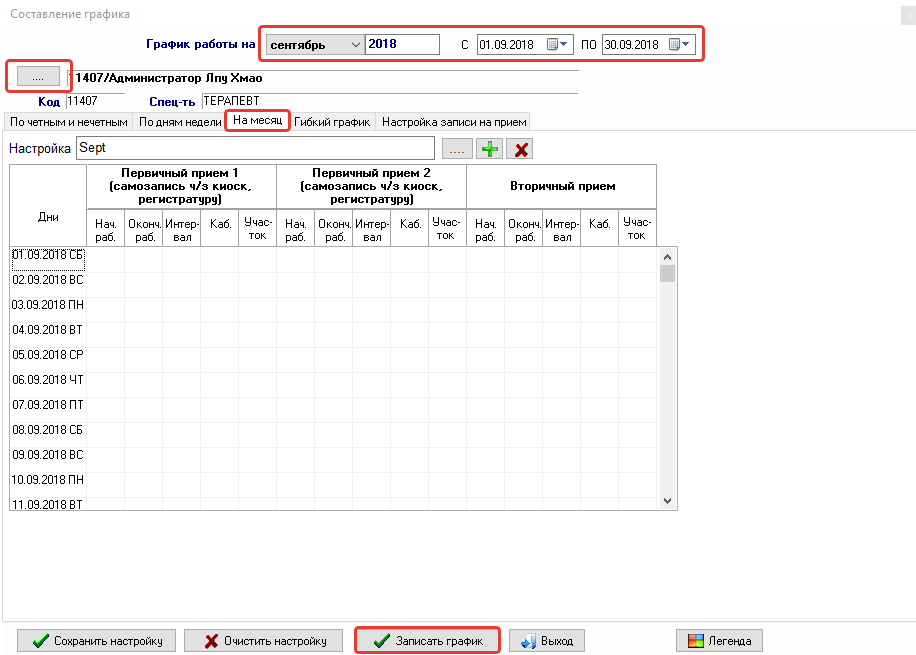 Составление графика
График работы на сентябрь 2018 С 01.09.2018 ПО 30.09.2018
.... 1407/Администратор Лпу Хмао
Код 11407 Спец-ть ТЕРАПЕВТ
По четным и нечетным По дням недели На месяц Гибкий график Настройка записи на прием
Настройка Sept ....
Дни
Первичный прием 1
(самозапись ч/з киоск,
регистратуру)
Первичный прием 2
(самозапись ч/з киоск,
регистратуру)
Вторичный прием
Нач. Оконч. Интер- Каб. Учас- Нач. Оконч. Интер- Каб. Учас- Нач. Оконч. Интер- Каб. Учас-
раб. раб. вал ток раб. раб. вал ток раб. раб. вал ток
01.09.2018 СБ
02.09.2018 ВС
03.09.2018 ПН
04.09.2018 ВТ
05.09.2018 СР
06.09.2018 ЧТ
07.09.2018 ПТ
08.09.2018 СБ
09.09.2018 ВС
10.09.2018 ПН
11.09.2018 ВТ
Сохранить настройку Очистить настройку Записать график Выход Легенда